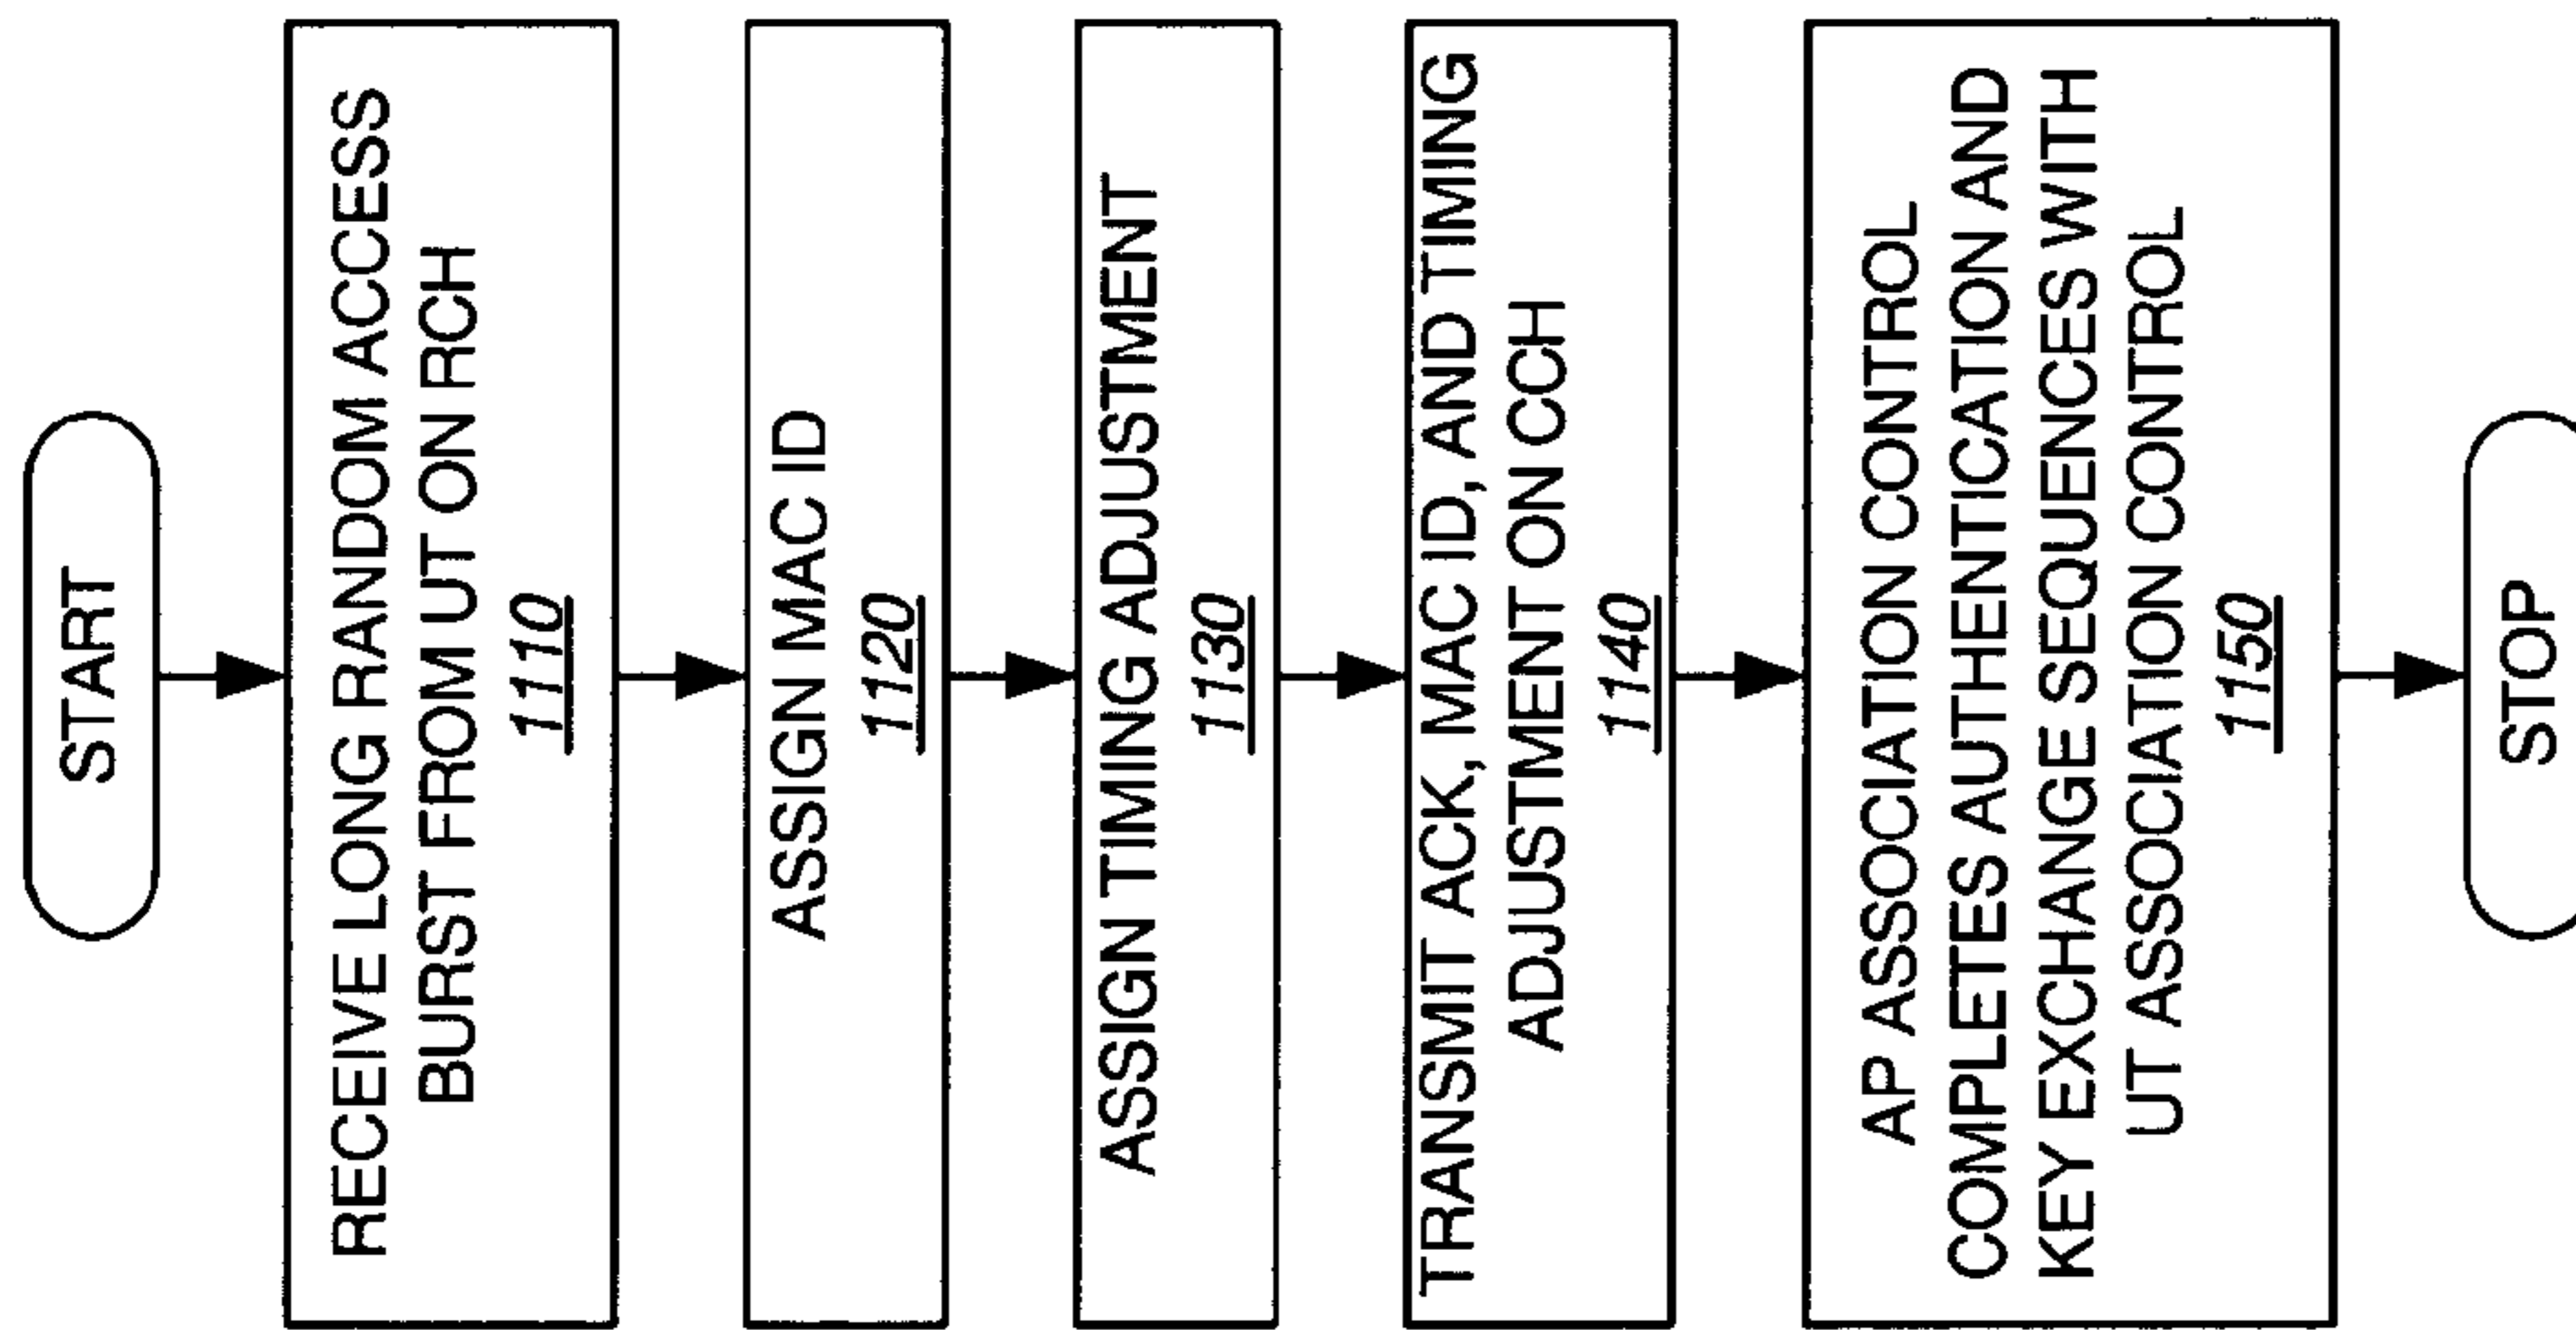 START
RECEIVE LONG RANDOM ACCESS
BURST FROM UT ON RCH
1110
ASSIGN MAC ID
1120
ASSIGN TIMING ADJUSTMENT
1130
TRANSMIT ACK, MAC ID, AND TIMING
ADJUSTMENT ON CCH
1140
AP ASSOCIATION CONTROL
COMPLETES AUTHENTICATION AND
KEY EXCHANGE SEQUENCES WITH
UT ASSOCIATION CONTROL
1150
STOP